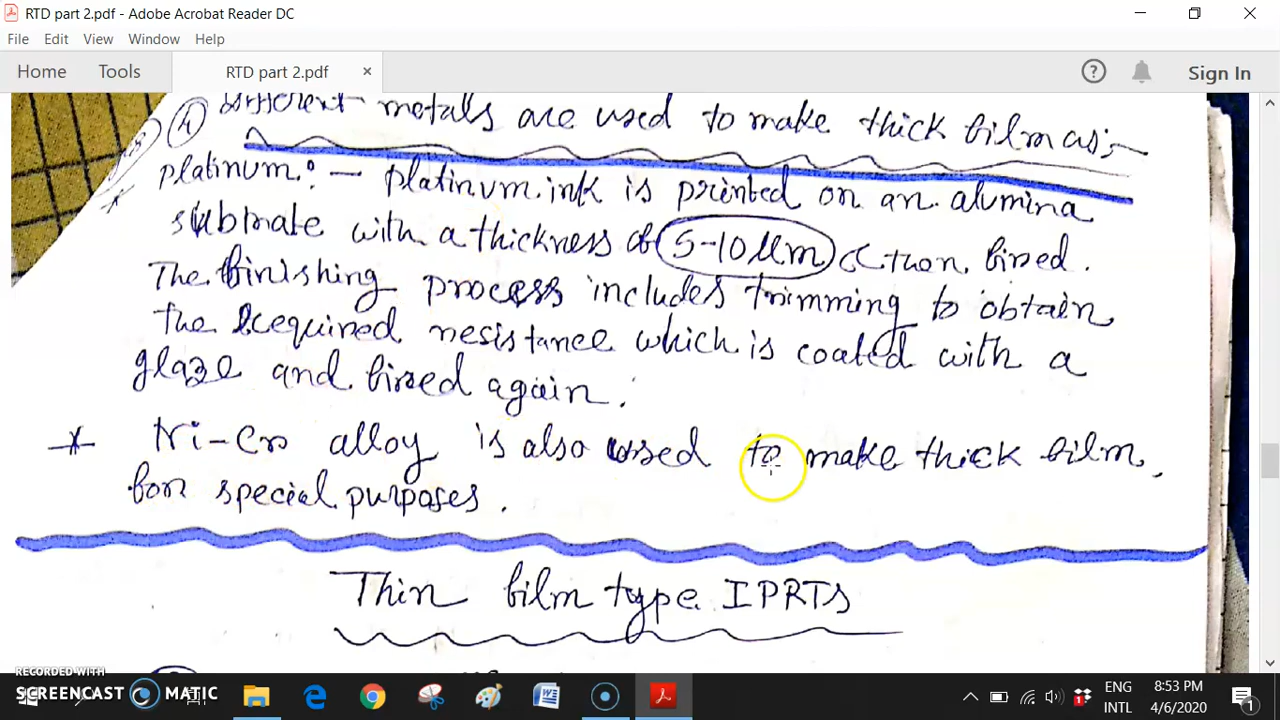 RTD part 2.pdf - Adobe Acrobat Reader DC
File Edit View Window Help
Home Tools RTD part 2.pdf × ? Sign In
4 Different metals are used to make thick film as;—
platinum: — platinum ink is printed on an alumina
substrate with a thickness of 5-10 μm & then fired.
The finishing process includes trimming to obtain
the required resistance which is coated with a
glaze and fired again.
* Ni-Cr alloy is also used to make thick film,
for special purposes.
Thin film type IPRTS
RECORDED WITH
SCREENCAST MATIC
ENG 8:53 PM
INTL 4/6/2020